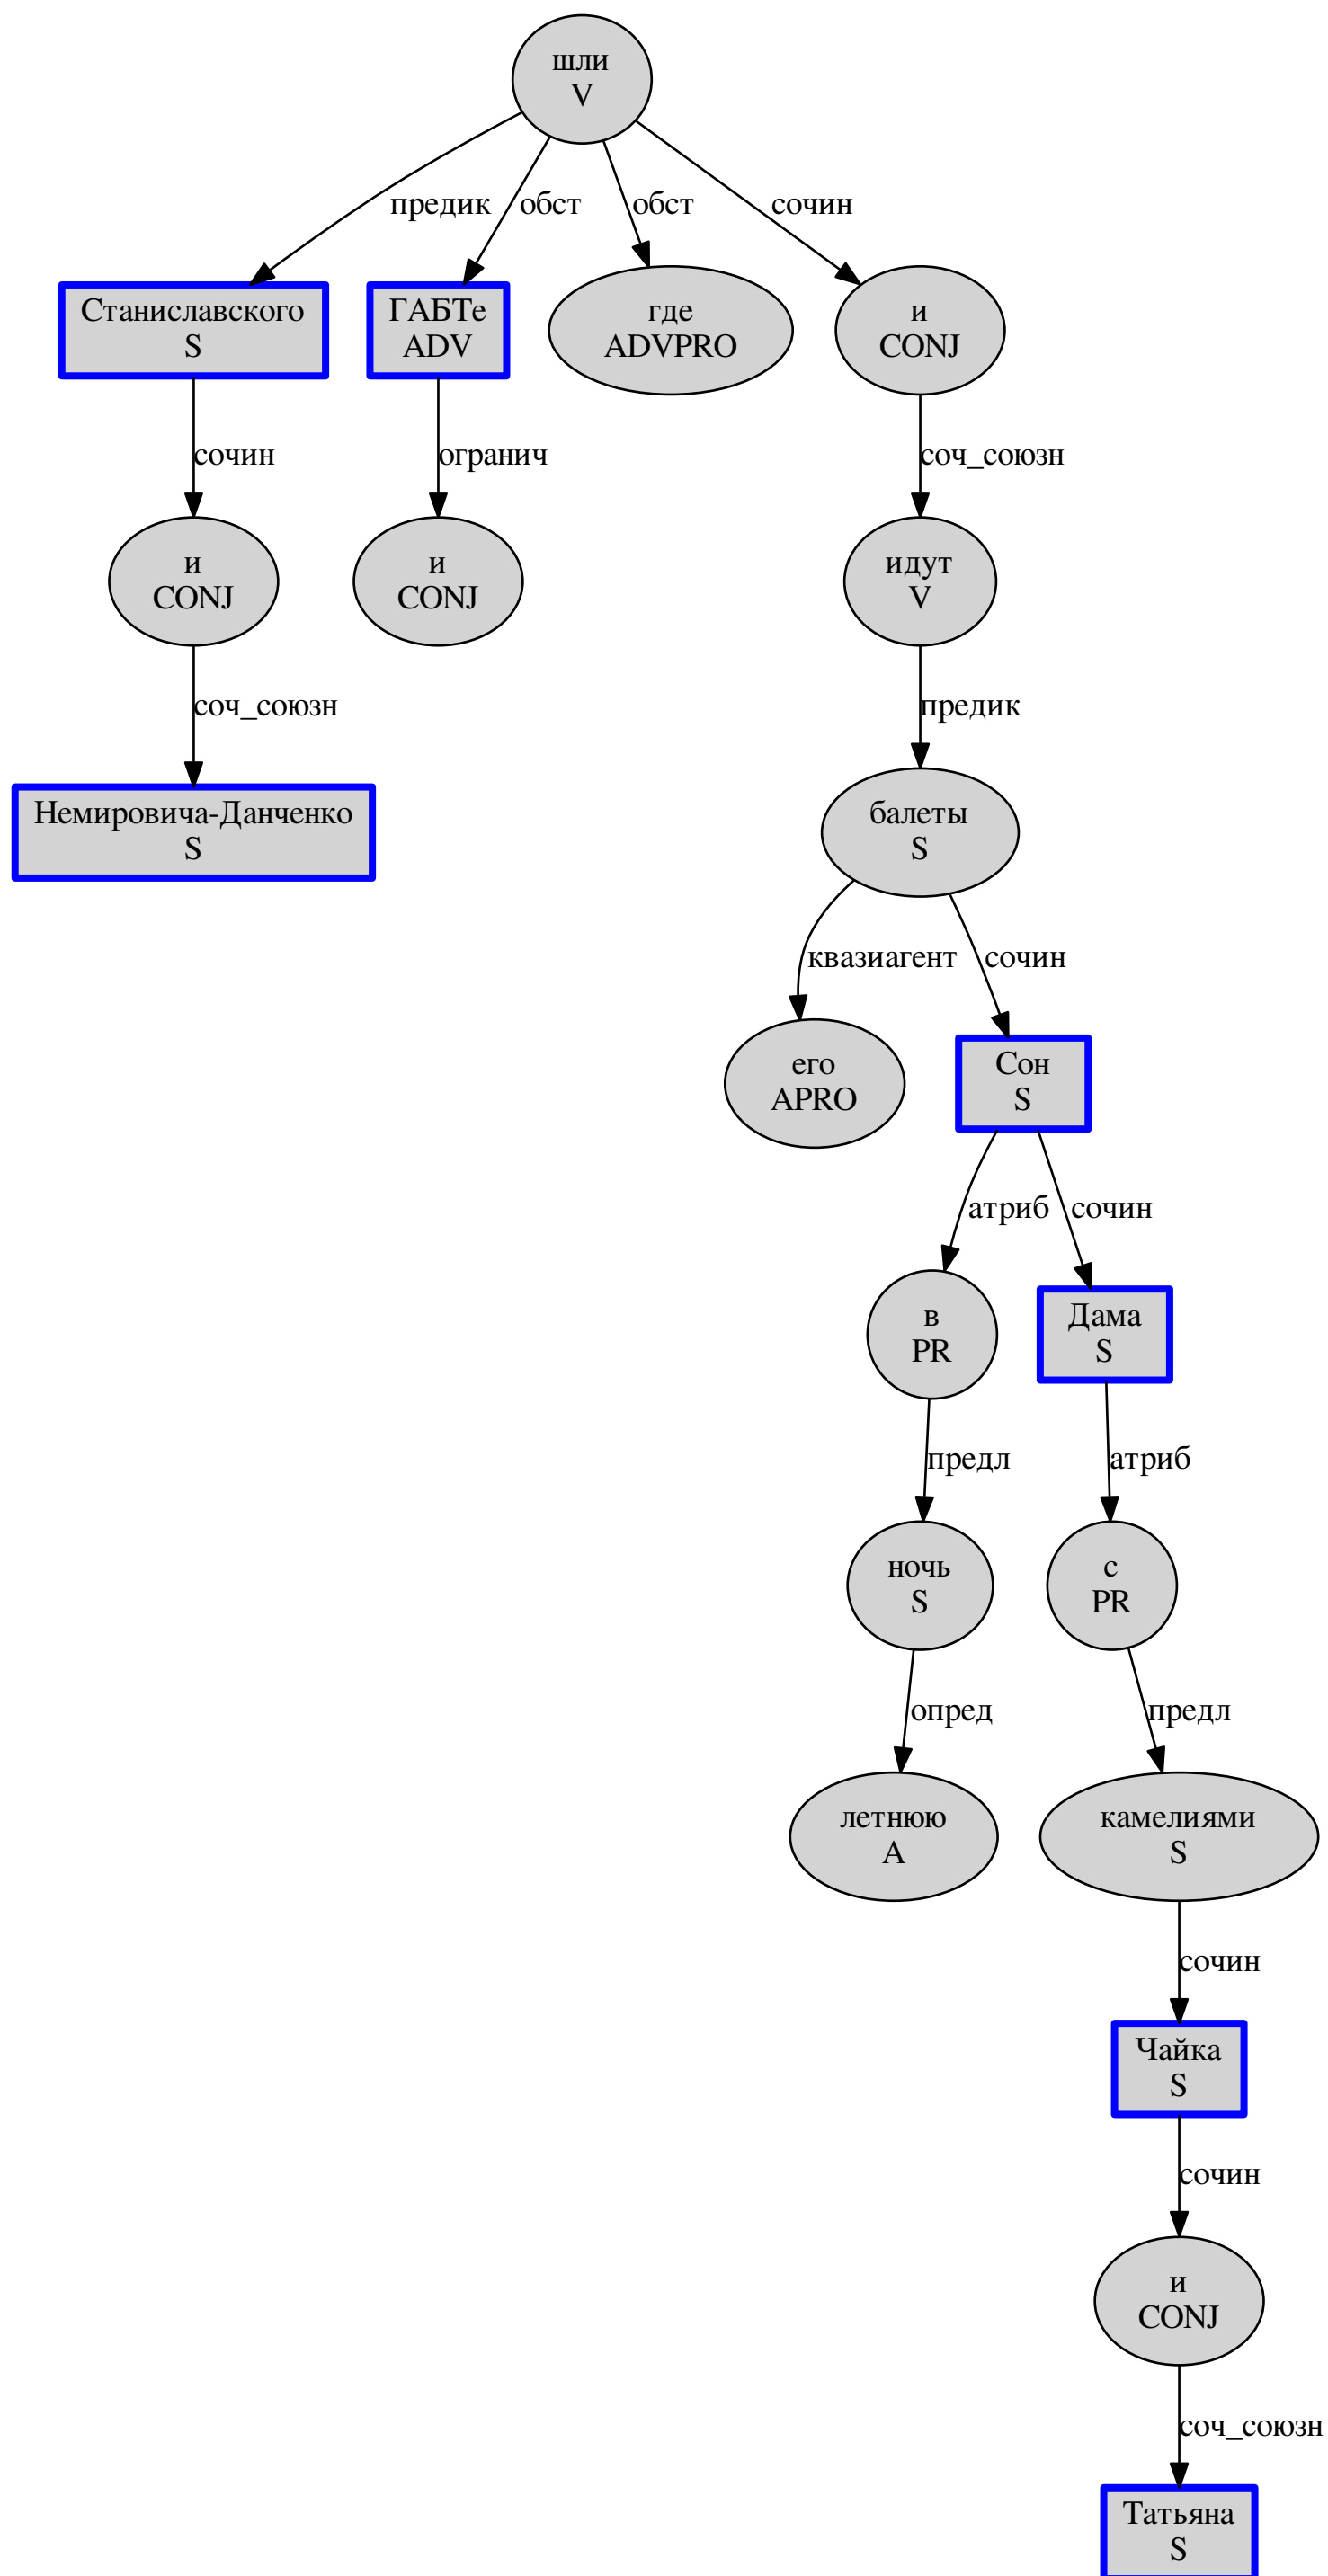 шли
V
предик
обст
обст
сочин
Станиславского
S
ГАБТе
ADV
где
ADVPRO
и
CONJ
сочин
огранич
соч_союзн
и
CONJ
и
CONJ
идут
V
соч_союзн
предик
Немировича-Данченко
S
балеты
S
квазиагент
сочин
его
APRO
Сон
S
атриб
сочин
в
PR
Дама
S
предл
атриб
ночь
S
с
PR
опред
предл
летнюю
A
камелиями
S
сочин
Чайка
S
сочин
и
CONJ
соч_союзн
Татьяна
S